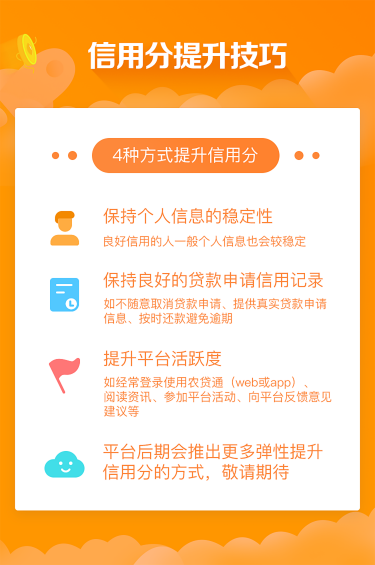 信用分提升技巧
4种方式提升信用分
保持个人信息的稳定性
良好信用的人一般个人信息也会较稳定
保持良好的贷款申请信用记录
如不随意取消贷款申请、提供真实贷款申请
信息、按时还款避免逾期
提升平台活跃度
如经常登录使用农贷通（web或app）、
阅读资讯、参加平台活动、向平台反馈意见
建议等
平台后期会推出更多弹性提升
信用分的方式，敬请期待